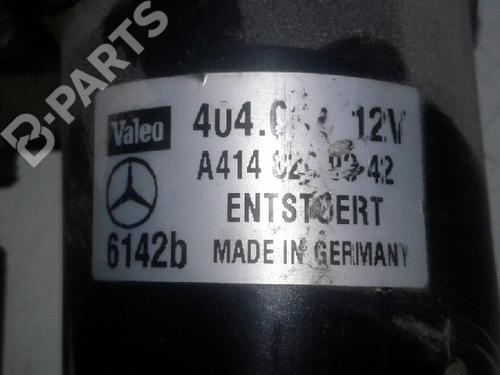 B-PARTS
Valeo 12V
A414 42
ENTSTOERT
6142b MADE IN GERMANY